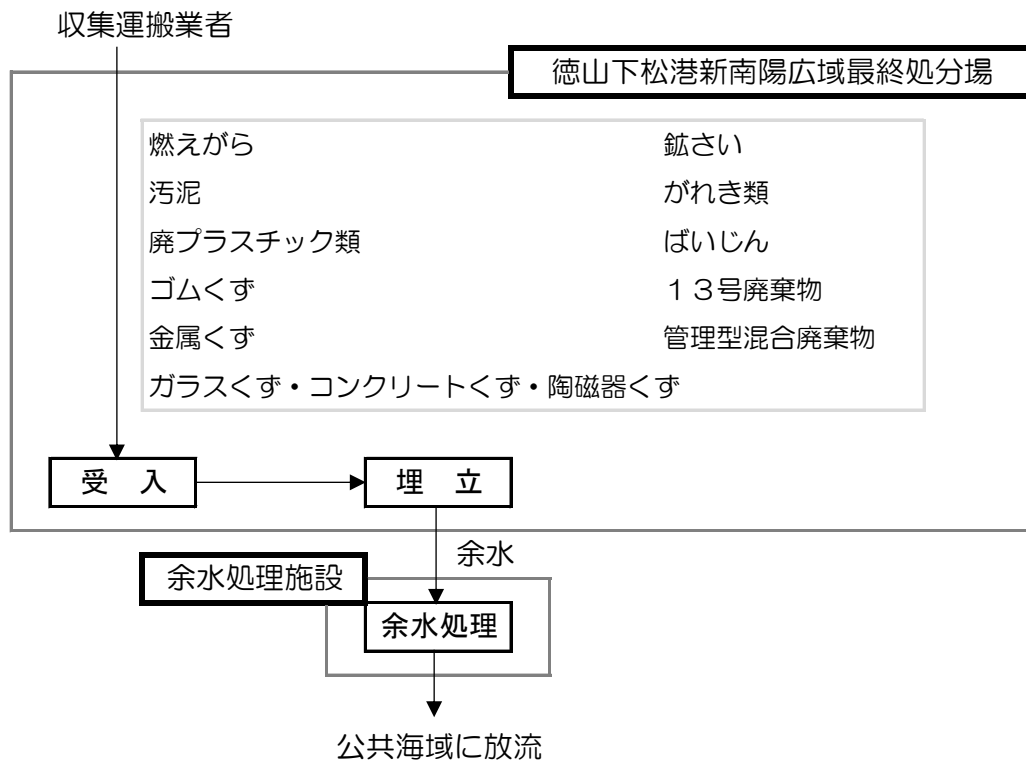 収集運搬業者
徳山下松港新南陽広域最終処分場
燃えがら
鉱さい
汚泥
がれき類
廃プラスチック類
ばいじん
ゴムくず
１３号廃棄物
金属くず
管理型混合廃棄物
ガラスくず・コンクリートくず・陶磁器くず
受　入
埋　立
余水
余水処理施設
余水処理
公共海域に放流